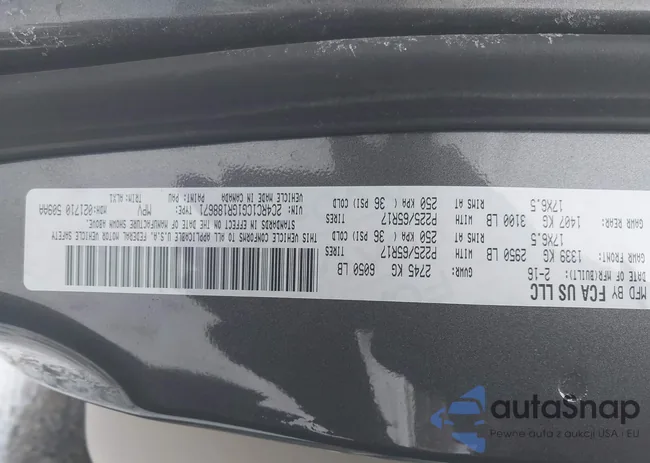 MFD BY FCA US LLC
DATE OF MFR(BUILT): 2-16 GVWR: 2745 KG 6050 LB
GAWR FRONT: 1339 KG 2950 LB WITH P225/65R17 TIRES
17X6.5 RIMS AT 250 KPA( 36 PSI) COLD
GAWR REAR: 1407 KG 3100 LB WITH P225/65R17 TIRES
17X6.5 RIMS AT 250 KPA( 36 PSI) COLD
THIS VEHICLE CONFORMS TO ALL APPLICABLE U.S.A. FEDERAL MOTOR VEHICLE SAFETY
STANDARDS IN EFFECT ON THE DATE OF MANUFACTURE SHOWN ABOVE.
VIN: 2C4RC1CG1GR188671 TYPE: MPV MDH:021710 509AA
VEHICLE MADE IN CANADA PAINT: PAU TRIM:ALX1
autaSnap
Pewne auta z aukcji USA i EU